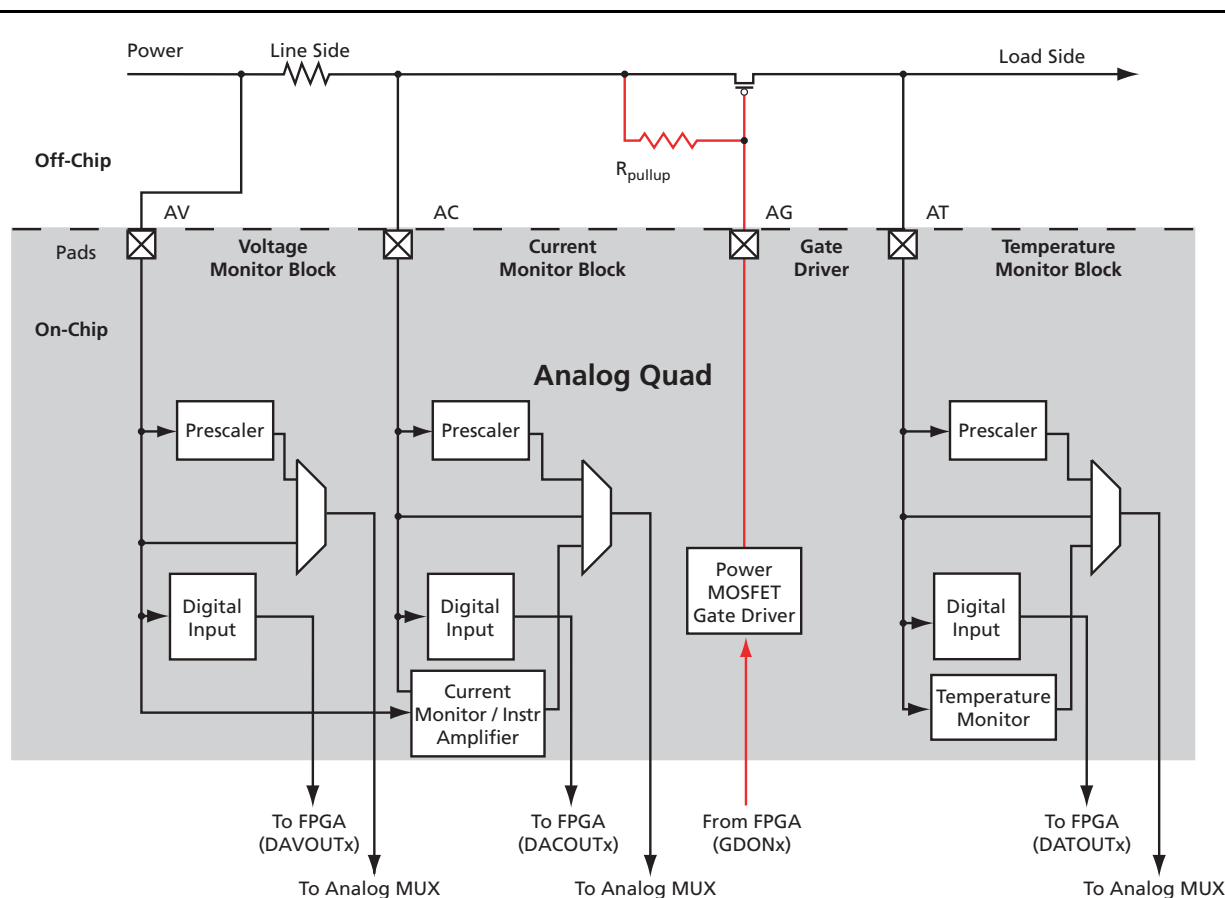 Power
Line Side
Load Side
Off-Chip
Rpullup
AV
AC
AG
AT
Pads
Voltage
Monitor Block
Current
Monitor Block
Gate
Driver
Temperature
Monitor Block
On-Chip
Analog Quad
Prescaler
Prescaler
Prescaler
Power
MOSFET
Gate Driver
Digital
Input
Digital
Input
Digital
Input
Current
Monitor / Instr
Amplifier
Temperature
Monitor
To FPGA
(DAVOUTx)
To FPGA
(DACOUTx)
From FPGA
(GDONx)
To FPGA
(DATOUTx)
To Analog MUX
To Analog MUX
To Analog MUX